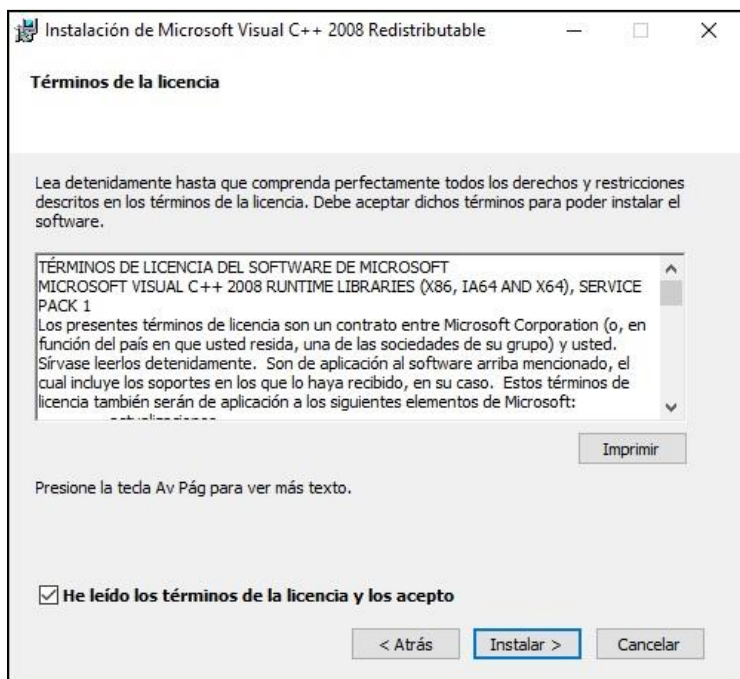 Instalación de Microsoft Visual C++ 2008 Redistributable
Términos de la licencia
Lea detenidamente hasta que comprenda perfectamente todos los derechos y restricciones
descritos en los términos de la licencia. Debe aceptar dichos términos para poder instalar el
software.
TÉRMINOS DE LICENCIA DEL SOFTWARE DE MICROSOFT
MICROSOFT VISUAL C++ 2008 RUNTIME LIBRARIES (X86, IA64 AND X64), SERVICE
PACK 1
Los presentes términos de licencia son un contrato entre Microsoft Corporation (o, en
función del país en que usted resida, una de las sociedades de su grupo) y usted.
Sírvase leerlos detenidamente.  Son de aplicación al software arriba mencionado, el
cual incluye los soportes en los que lo haya recibido, en su caso.  Estos términos de
licencia también serán de aplicación a los siguientes elementos de Microsoft:
Imprimir
Presione la tecla Av Pág para ver más texto.
He leído los términos de la licencia y los acepto
< Atrás
Instalar >
Cancelar